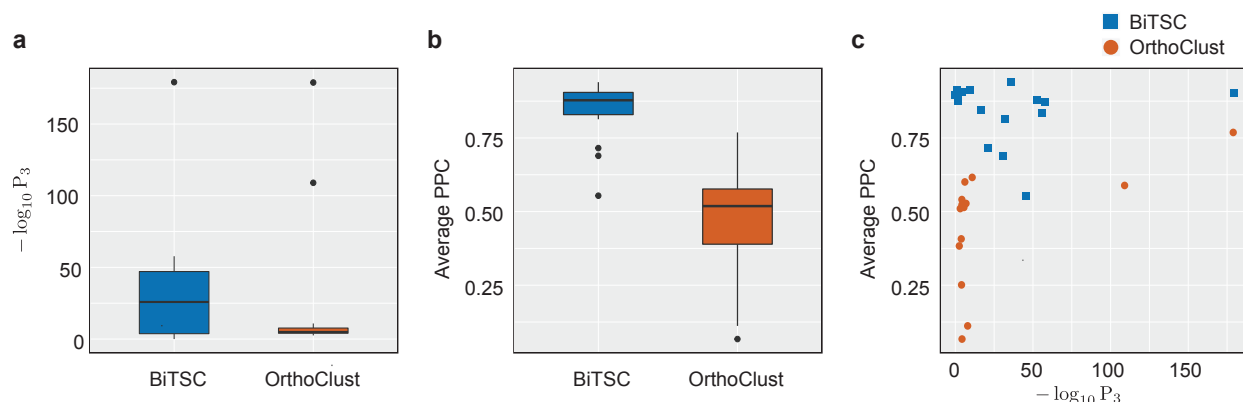 a
150
100
50
0
− log₁₀ P₃
BiTSC OrthoClust
b
0.75
0.50
0.25
Average PPC
BiTSC OrthoClust
c
BiTSC
OrthoClust
0.75
0.50
0.25
Average PPC
0 50 100 150
− log₁₀ P₃